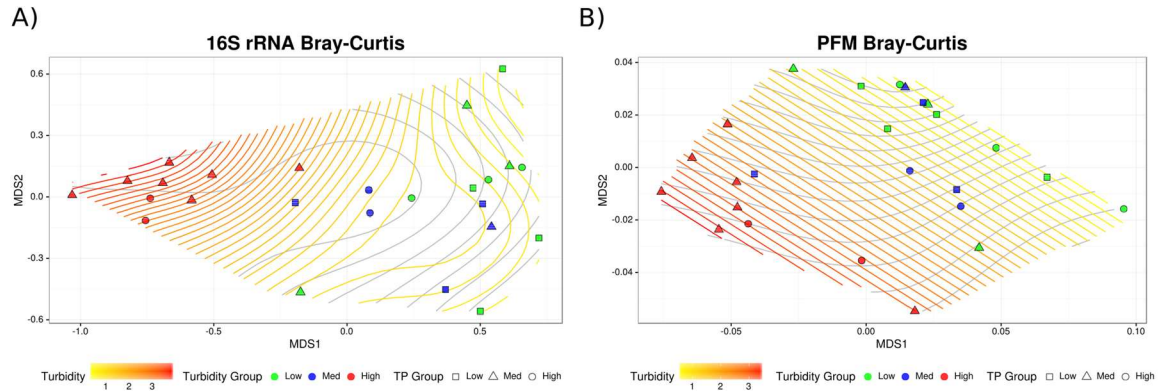 A)
16S rRNA Bray-Curtis
MDS2
0.6
0.3
0.0
-0.3
-0.6
-1.0 -0.5 0.0 0.5
MDS1
Turbidity 1 2 3 Turbidity Group Low Med High TP Group Low Med High
B)
PFM Bray-Curtis
MDS2
0.04
0.02
0.00
-0.02
-0.04
-0.05 0.00 0.05 0.10
MDS1
Turbidity 1 2 3 Turbidity Group Low Med High TP Group Low Med High